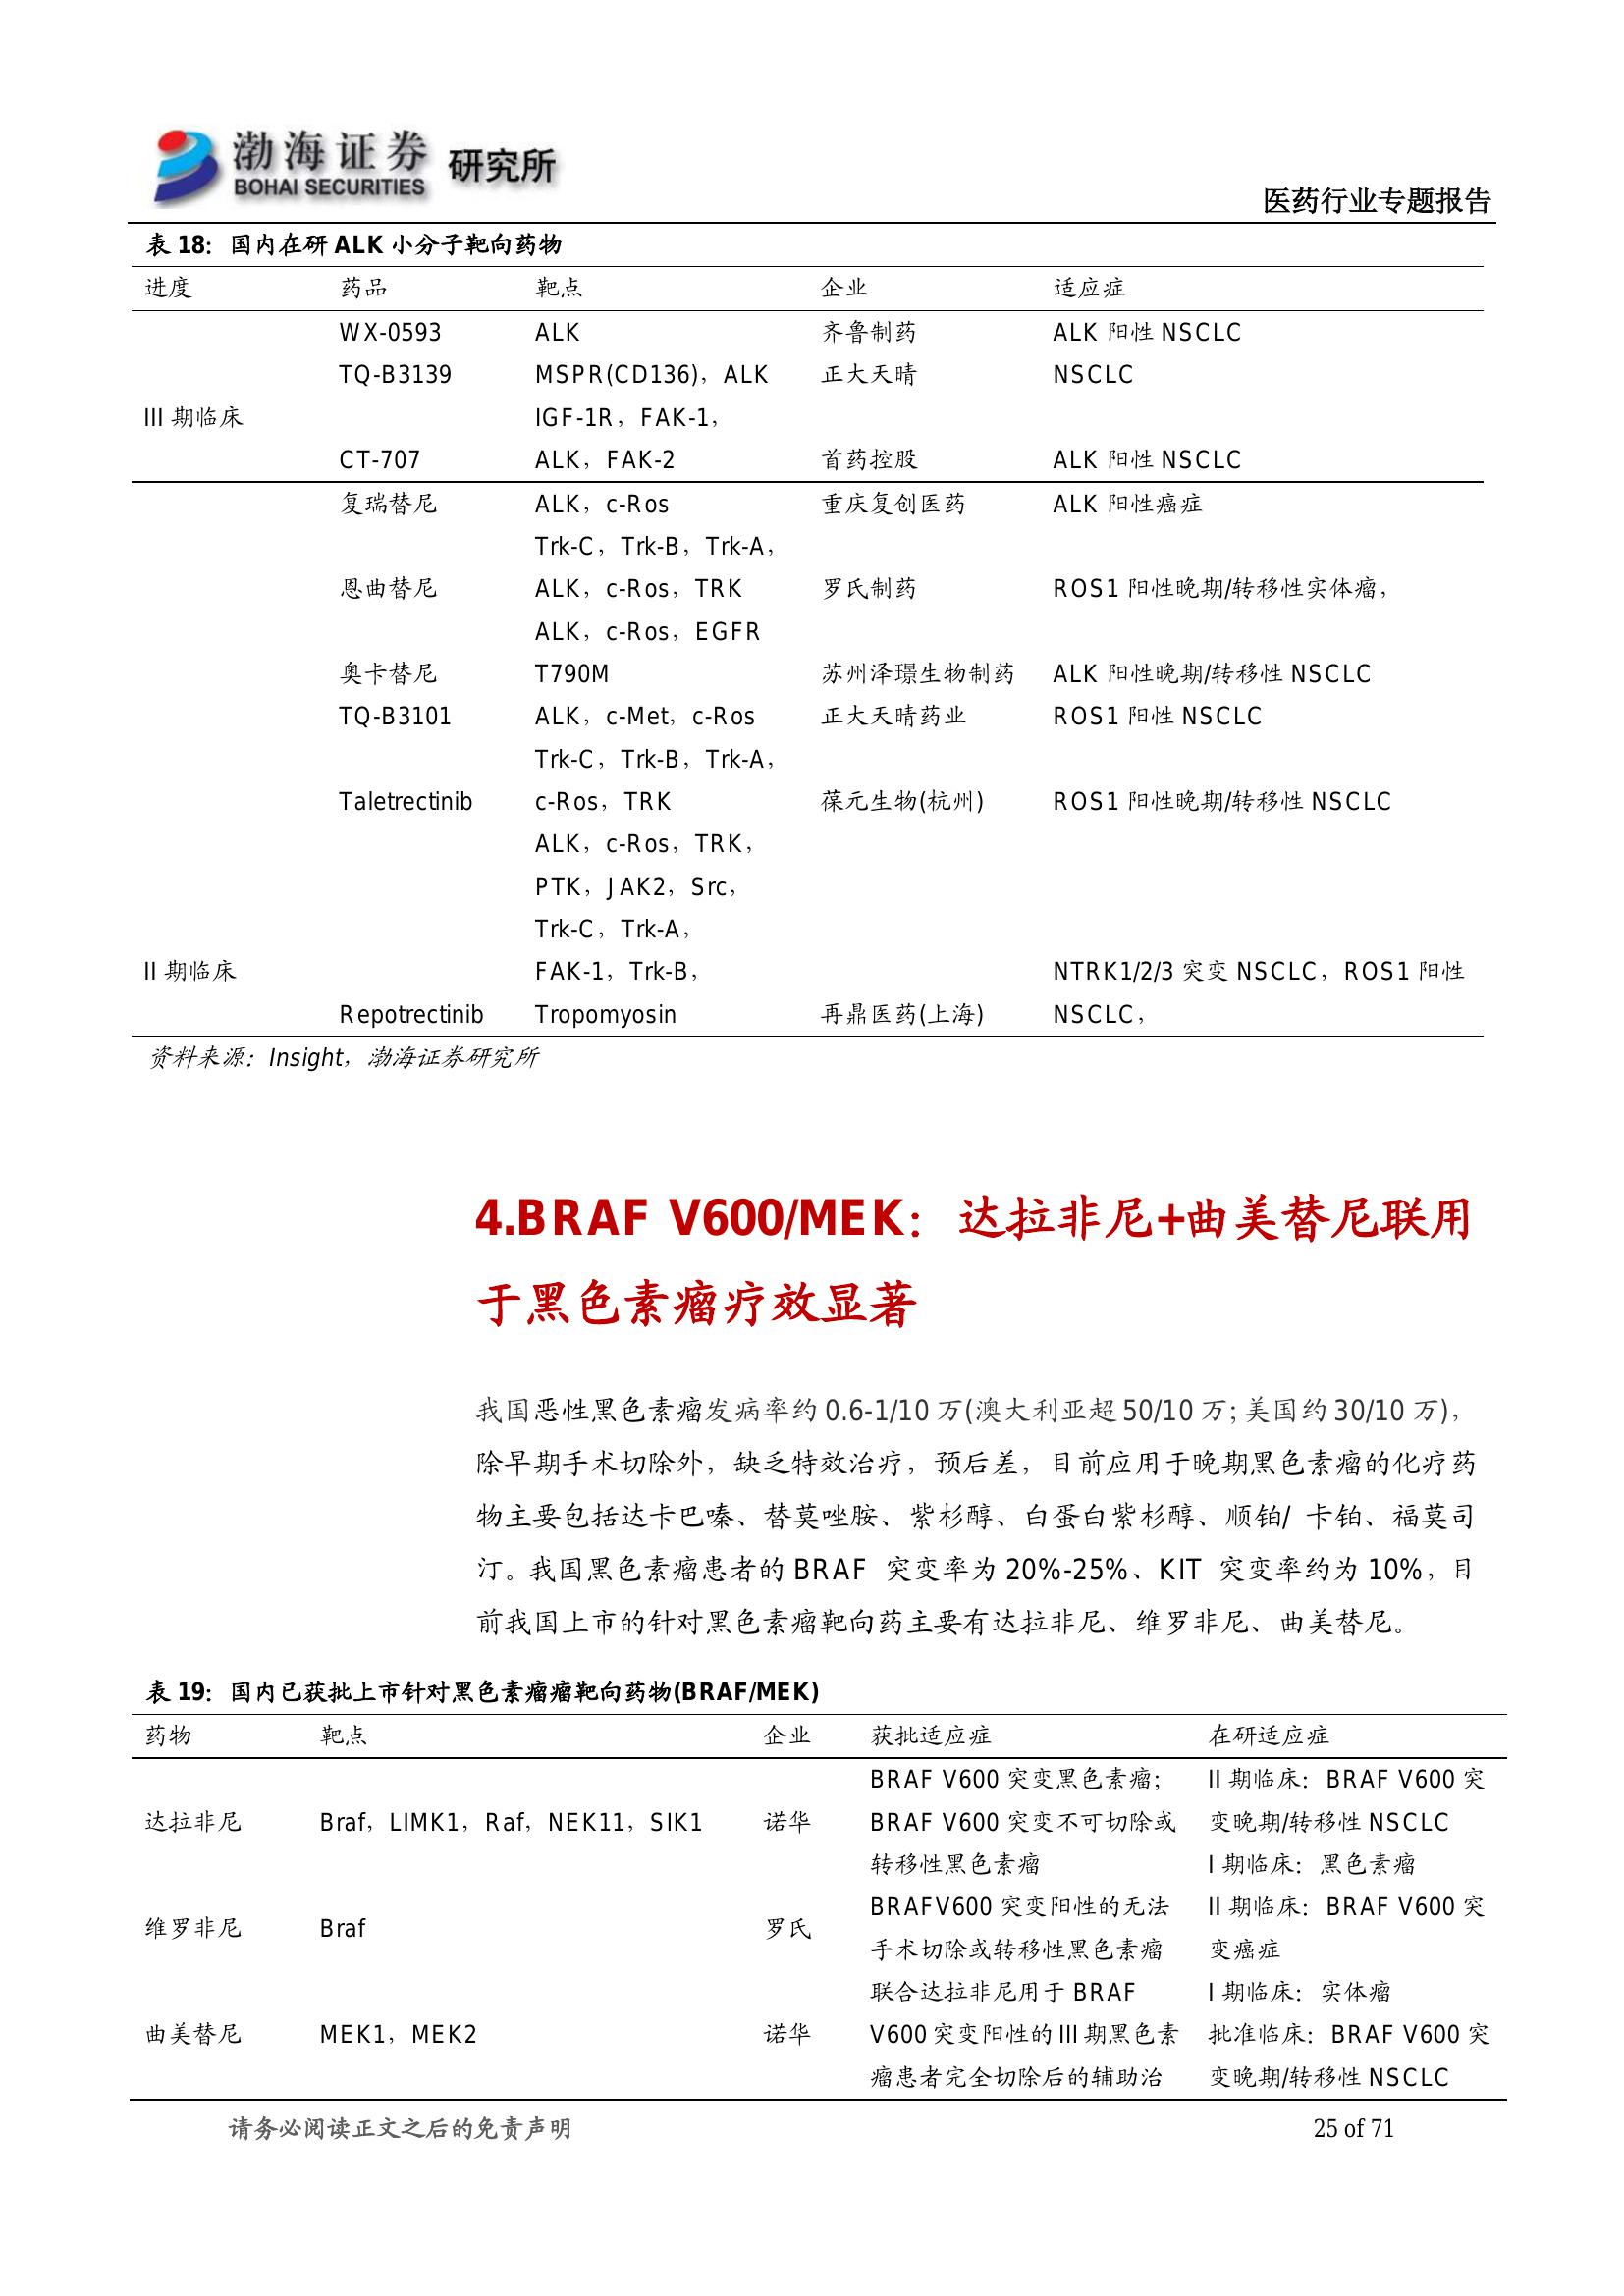 渤海证券 研究所
BOHAI SECURITIES
医药行业专题报告
表 18：国内在研 ALK 小分子靶向药物
进度 药品 靶点 企业 适应症
WX-0593 ALK 齐鲁制药 ALK 阳性 NSCLC
TQ-B3139 MSPR(CD136)，ALK 正大天晴 NSCLC
III 期临床 IGF-1R，FAK-1，
CT-707 ALK，FAK-2 首药控股 ALK 阳性 NSCLC
复瑞替尼 ALK，c-Ros 重庆复创医药 ALK 阳性癌症
Trk-C，Trk-B，Trk-A，
恩曲替尼 ALK，c-Ros，TRK 罗氏制药 ROS1 阳性晚期/转移性实体瘤，
ALK，c-Ros，EGFR
奥卡替尼 T790M 苏州泽璟生物制药 ALK 阳性晚期/转移性 NSCLC
TQ-B3101 ALK，c-Met，c-Ros 正大天晴药业 ROS1 阳性 NSCLC
Trk-C，Trk-B，Trk-A，
Taletrectinib c-Ros，TRK 葆元生物(杭州) ROS1 阳性晚期/转移性 NSCLC
ALK，c-Ros，TRK，
PTK，JAK2，Src，
Trk-C，Trk-A，
II 期临床 FAK-1，Trk-B， NTRK1/2/3 突变 NSCLC，ROS1 阳性
Repotrectinib Tropomyosin 再鼎医药(上海) NSCLC，
资料来源：Insight，渤海证券研究所
4.BRAF V600/MEK：达拉非尼+曲美替尼联用
于黑色素瘤疗效显著
我国恶性黑色素瘤发病率约 0.6-1/10 万(澳大利亚超 50/10 万；美国约 30/10 万)，
除早期手术切除外，缺乏特效治疗，预后差，目前应用于晚期黑色素瘤的化疗药
物主要包括达卡巴嗪、替莫唑胺、紫杉醇、白蛋白紫杉醇、顺铂/ 卡铂、福莫司
汀。我国黑色素瘤患者的 BRAF 突变率为 20%-25%、KIT 突变率约为 10%，目
前我国上市的针对黑色素瘤靶向药主要有达拉非尼、维罗非尼、曲美替尼。
表 19：国内已获批上市针对黑色素瘤瘤靶向药物(BRAF/MEK)
药物 靶点 企业 获批适应症 在研适应症
BRAF V600 突变黑色素瘤； II 期临床：BRAF V600 突
达拉非尼 Braf，LIMK1，Raf，NEK11，SIK1 诺华 BRAF V600 突变不可切除或 变晚期/转移性 NSCLC
转移性黑色素瘤 I 期临床：黑色素瘤
BRAFV600 突变阳性的无法 II 期临床：BRAF V600 突
维罗非尼 Braf 罗氏
手术切除或转移性黑色素瘤 变癌症
联合达拉非尼用于 BRAF I 期临床：实体瘤
曲美替尼 MEK1，MEK2 诺华 V600 突变阳性的 III 期黑色素 批准临床：BRAF V600 突
瘤患者完全切除后的辅助治 变晚期/转移性 NSCLC
请务必阅读正文之后的免责声明 25 of 71